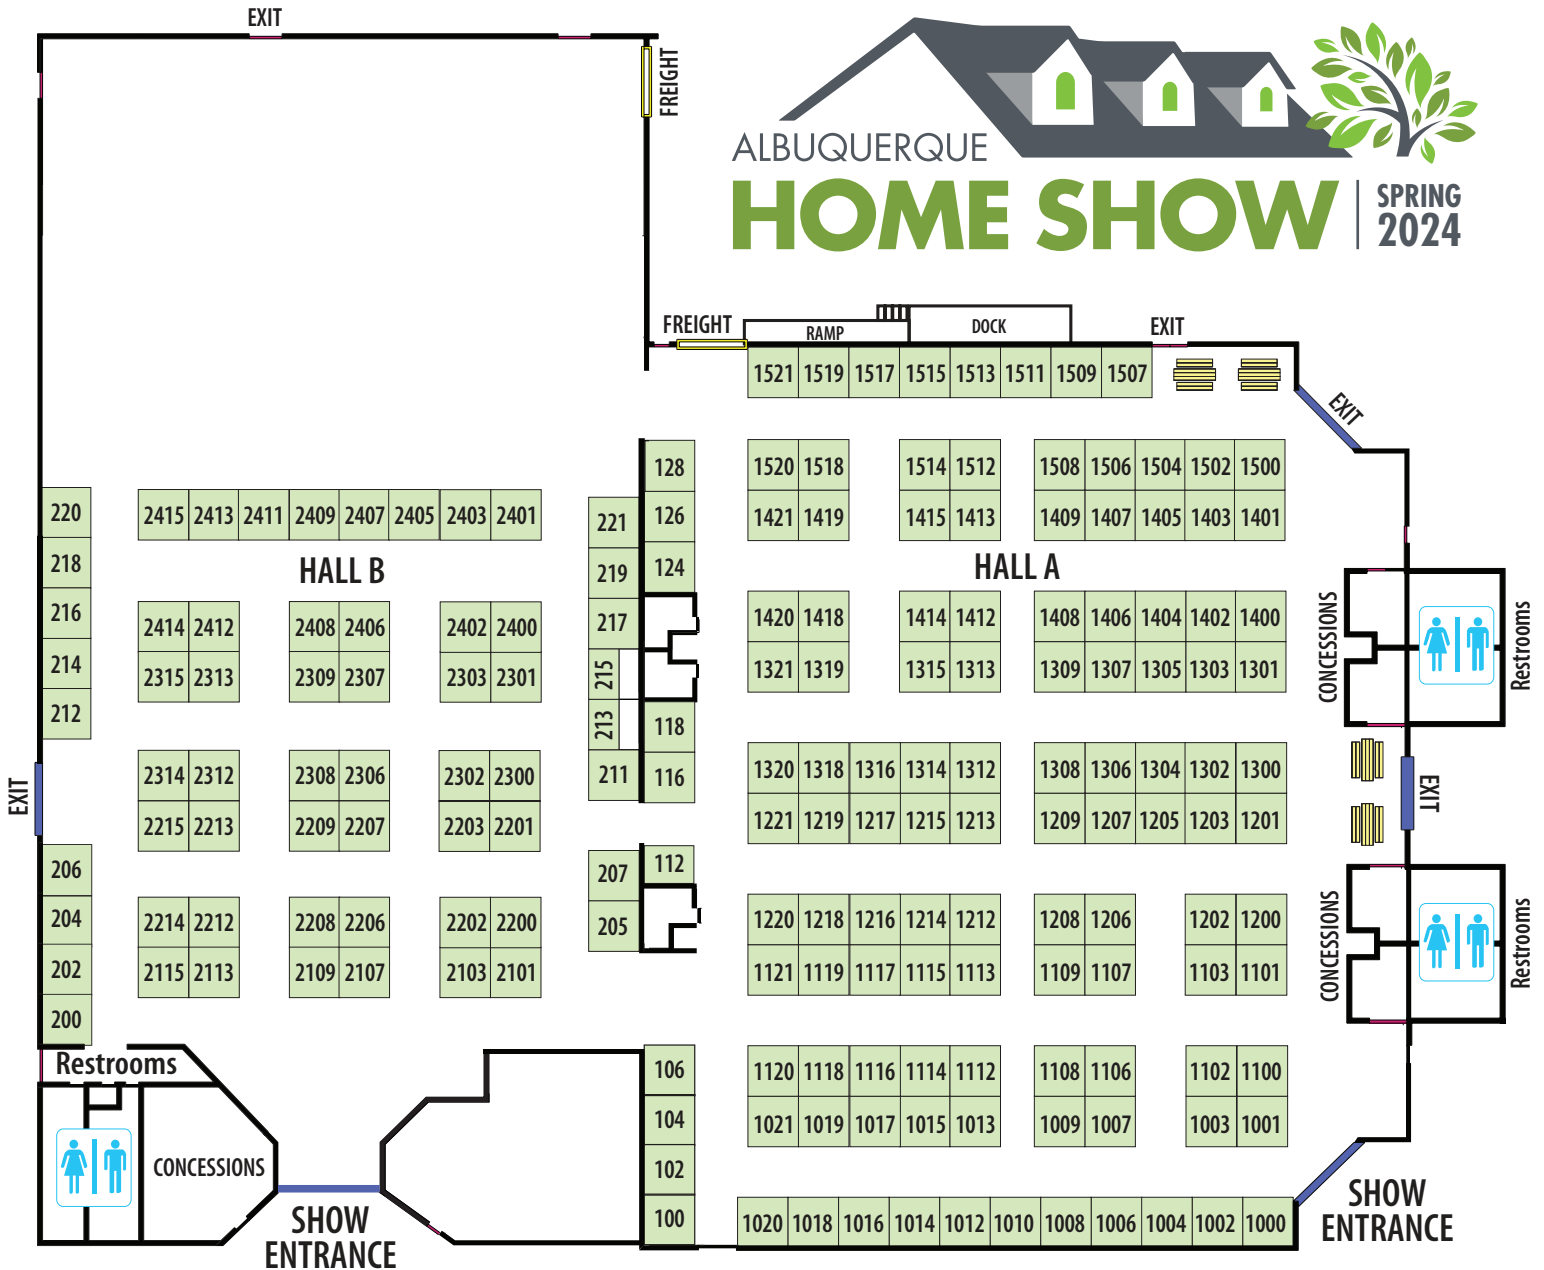 EXIT
FREIGHT
ALBUQUERQUE
HOME SHOW
SPRING
2024
FREIGHT
RAMP
DOCK
EXIT
1521 1519 1517 1515 1513 1511 1509 1507
EXIT
128
1520 1518 1514 1512 1508 1506 1504 1502 1500
220
2415 2413 2411 2409 2407 2405 2403 2401
221
126
1421 1419 1415 1413 1409 1407 1405 1403 1401
218
HALL B
219
124
HALL A
216
2414 2412 2408 2406 2402 2400
217
1420 1418 1414 1412 1408 1406 1404 1402 1400
CONCESSIONS
Restrooms
214
2315 2313 2309 2307 2303 2301
215
1321 1319 1315 1313 1309 1307 1305 1303 1301
212
213
118
2314 2312 2308 2306 2302 2300
211
116
1320 1318 1316 1314 1312 1308 1306 1304 1302 1300
EXIT
EXIT
2215 2213 2209 2207 2203 2201
1221 1219 1217 1215 1213 1209 1207 1205 1203 1201
206
207
112
204
2214 2212 2208 2206 2202 2200
205
1220 1218 1216 1214 1212 1208 1206 1202 1200
CONCESSIONS
Restrooms
202
2115 2113 2109 2107 2103 2101
1121 1119 1117 1115 1113 1109 1107 1103 1101
200
Restrooms
106
1120 1118 1116 1114 1112 1108 1106 1102 1100
104
1021 1019 1017 1015 1013 1009 1007 1003 1001
CONCESSIONS
102
100
1020 1018 1016 1014 1012 1010 1008 1006 1004 1002 1000
SHOW
ENTRANCE
SHOW
ENTRANCE